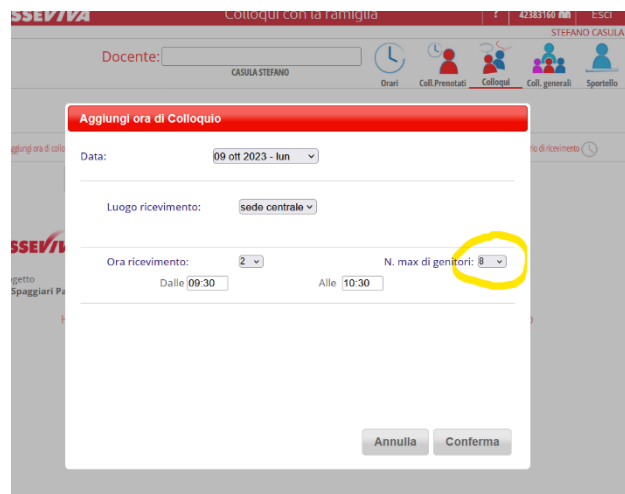 SSEVIVA
Colloqui con la famiglia
?
42383160
Esci
STEFANO CASULA
Docente:
CASULA STEFANO
Orari
Coll.Prenotati
Colloqui
Coll. generali
Sportello
Aggiungi ora di Colloquio
ggiungi ora di collo
rio di ricevimento
Data: 09 ott 2023 - lun
Luogo ricevimento: sede centrale
SSEVIV
Ora ricevimento: 2 N. max di genitori: 8
getto
Dalle 09:30 Alle 10:30
Spaggiari Pa
Annulla Conferma